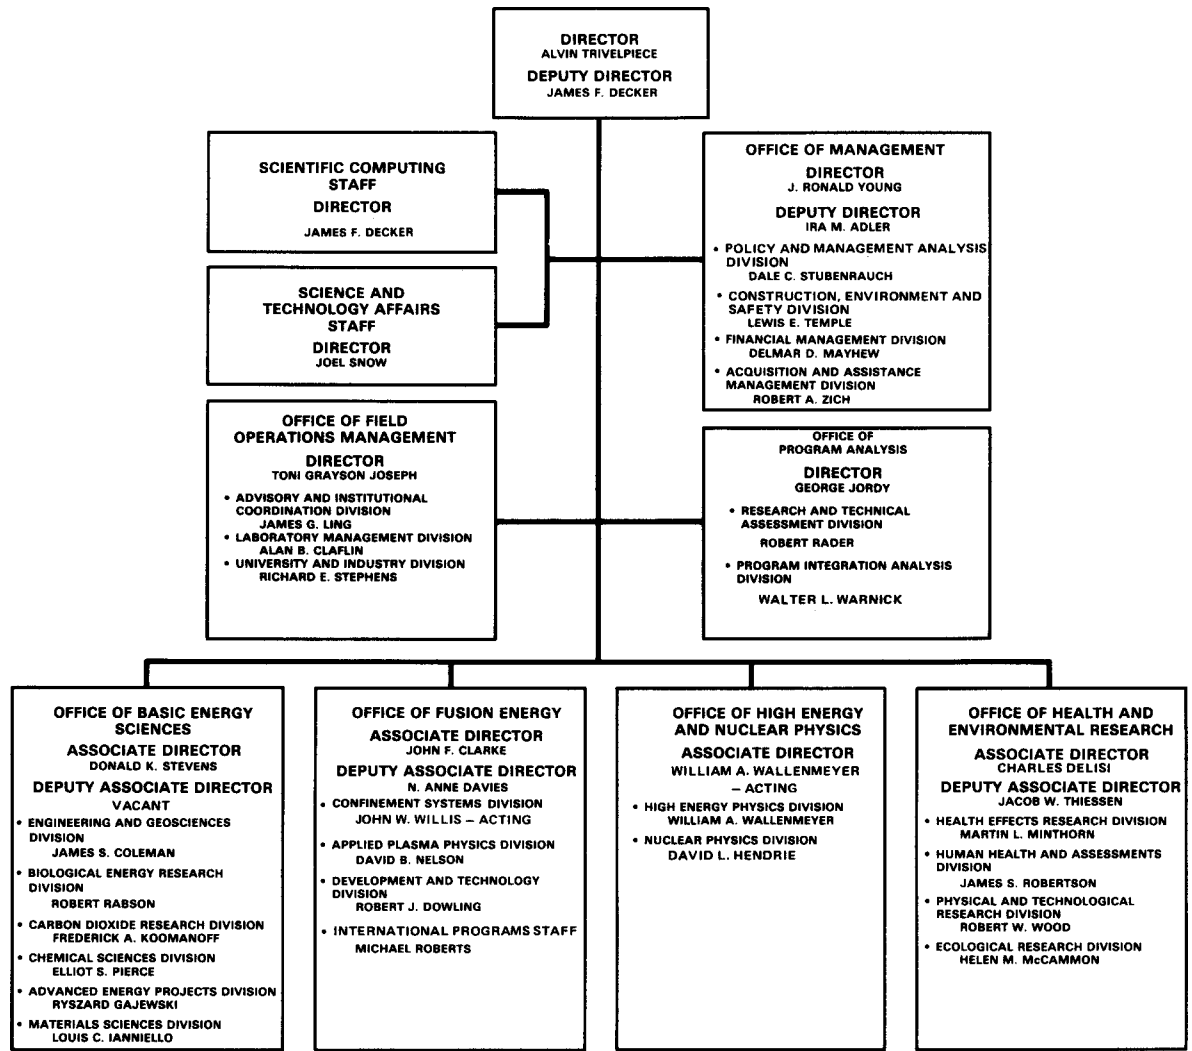 DIRECTOR
ALVIN TRIVELPIECE
DEPUTY DIRECTOR
JAMES F. DECKER
SCIENTIFIC COMPUTING
STAFF
DIRECTOR
JAMES F. DECKER
SCIENCE AND
TECHNOLOGY AFFAIRS
STAFF
DIRECTOR
JOEL SNOW
OFFICE OF MANAGEMENT
DIRECTOR
J. RONALD YOUNG
DEPUTY DIRECTOR
IRA M. ADLER
• POLICY AND MANAGEMENT ANALYSIS
DIVISION
DALE C. STUBENRAUCH
• CONSTRUCTION, ENVIRONMENT AND
SAFETY DIVISION
LEWIS E. TEMPLE
• FINANCIAL MANAGEMENT DIVISION
DELMAR D. MAYHEW
• ACQUISITION AND ASSISTANCE
MANAGEMENT DIVISION
ROBERT A. ZICH
OFFICE OF FIELD
OPERATIONS MANAGEMENT
DIRECTOR
TONI GRAYSON JOSEPH
• ADVISORY AND INSTITUTIONAL
COORDINATION DIVISION
JAMES G. LING
• LABORATORY MANAGEMENT DIVISION
ALAN B. CLAFLIN
• UNIVERSITY AND INDUSTRY DIVISION
RICHARD E. STEPHENS
OFFICE OF
PROGRAM ANALYSIS
DIRECTOR
GEORGE JORDY
• RESEARCH AND TECHNICAL
ASSESSMENT DIVISION
ROBERT RADER
• PROGRAM INTEGRATION ANALYSIS
DIVISION
WALTER L. WARNICK
OFFICE OF BASIC ENERGY
SCIENCES
ASSOCIATE DIRECTOR
DONALD K. STEVENS
DEPUTY ASSOCIATE DIRECTOR
VACANT
• ENGINEERING AND GEOSCIENCES
DIVISION
JAMES S. COLEMAN
• BIOLOGICAL ENERGY RESEARCH
DIVISION
ROBERT RABSON
• CARBON DIOXIDE RESEARCH DIVISION
FREDERICK A. KOOMANOFF
• CHEMICAL SCIENCES DIVISION
ELLIOT S. PIERCE
• ADVANCED ENERGY PROJECTS DIVISION
RYSZARD GAJEWSKI
• MATERIALS SCIENCES DIVISION
LOUIS C. IANNIELLO
OFFICE OF FUSION ENERGY
ASSOCIATE DIRECTOR
JOHN F. CLARKE
DEPUTY ASSOCIATE DIRECTOR
N. ANNE DAVIES
• CONFINEMENT SYSTEMS DIVISION
JOHN W. WILLIS – ACTING
• APPLIED PLASMA PHYSICS DIVISION
DAVID B. NELSON
• DEVELOPMENT AND TECHNOLOGY
DIVISION
ROBERT J. DOWLING
• INTERNATIONAL PROGRAMS STAFF
MICHAEL ROBERTS
OFFICE OF HIGH ENERGY
AND NUCLEAR PHYSICS
ASSOCIATE DIRECTOR
WILLIAM A. WALLENMEYER
– ACTING
• HIGH ENERGY PHYSICS DIVISION
WILLIAM A. WALLENMEYER
• NUCLEAR PHYSICS DIVISION
DAVID L. HENDRIE
OFFICE OF HEALTH AND
ENVIRONMENTAL RESEARCH
ASSOCIATE DIRECTOR
CHARLES DELISI
DEPUTY ASSOCIATE DIRECTOR
JACOB W. THIESSEN
• HEALTH EFFECTS RESEARCH DIVISION
MARTIN L. MINTHORN
• HUMAN HEALTH AND ASSESSMENTS
DIVISION
JAMES S. ROBERTSON
• PHYSICAL AND TECHNOLOGICAL
RESEARCH DIVISION
ROBERT W. WOOD
• ECOLOGICAL RESEARCH DIVISION
HELEN M. McCAMMON